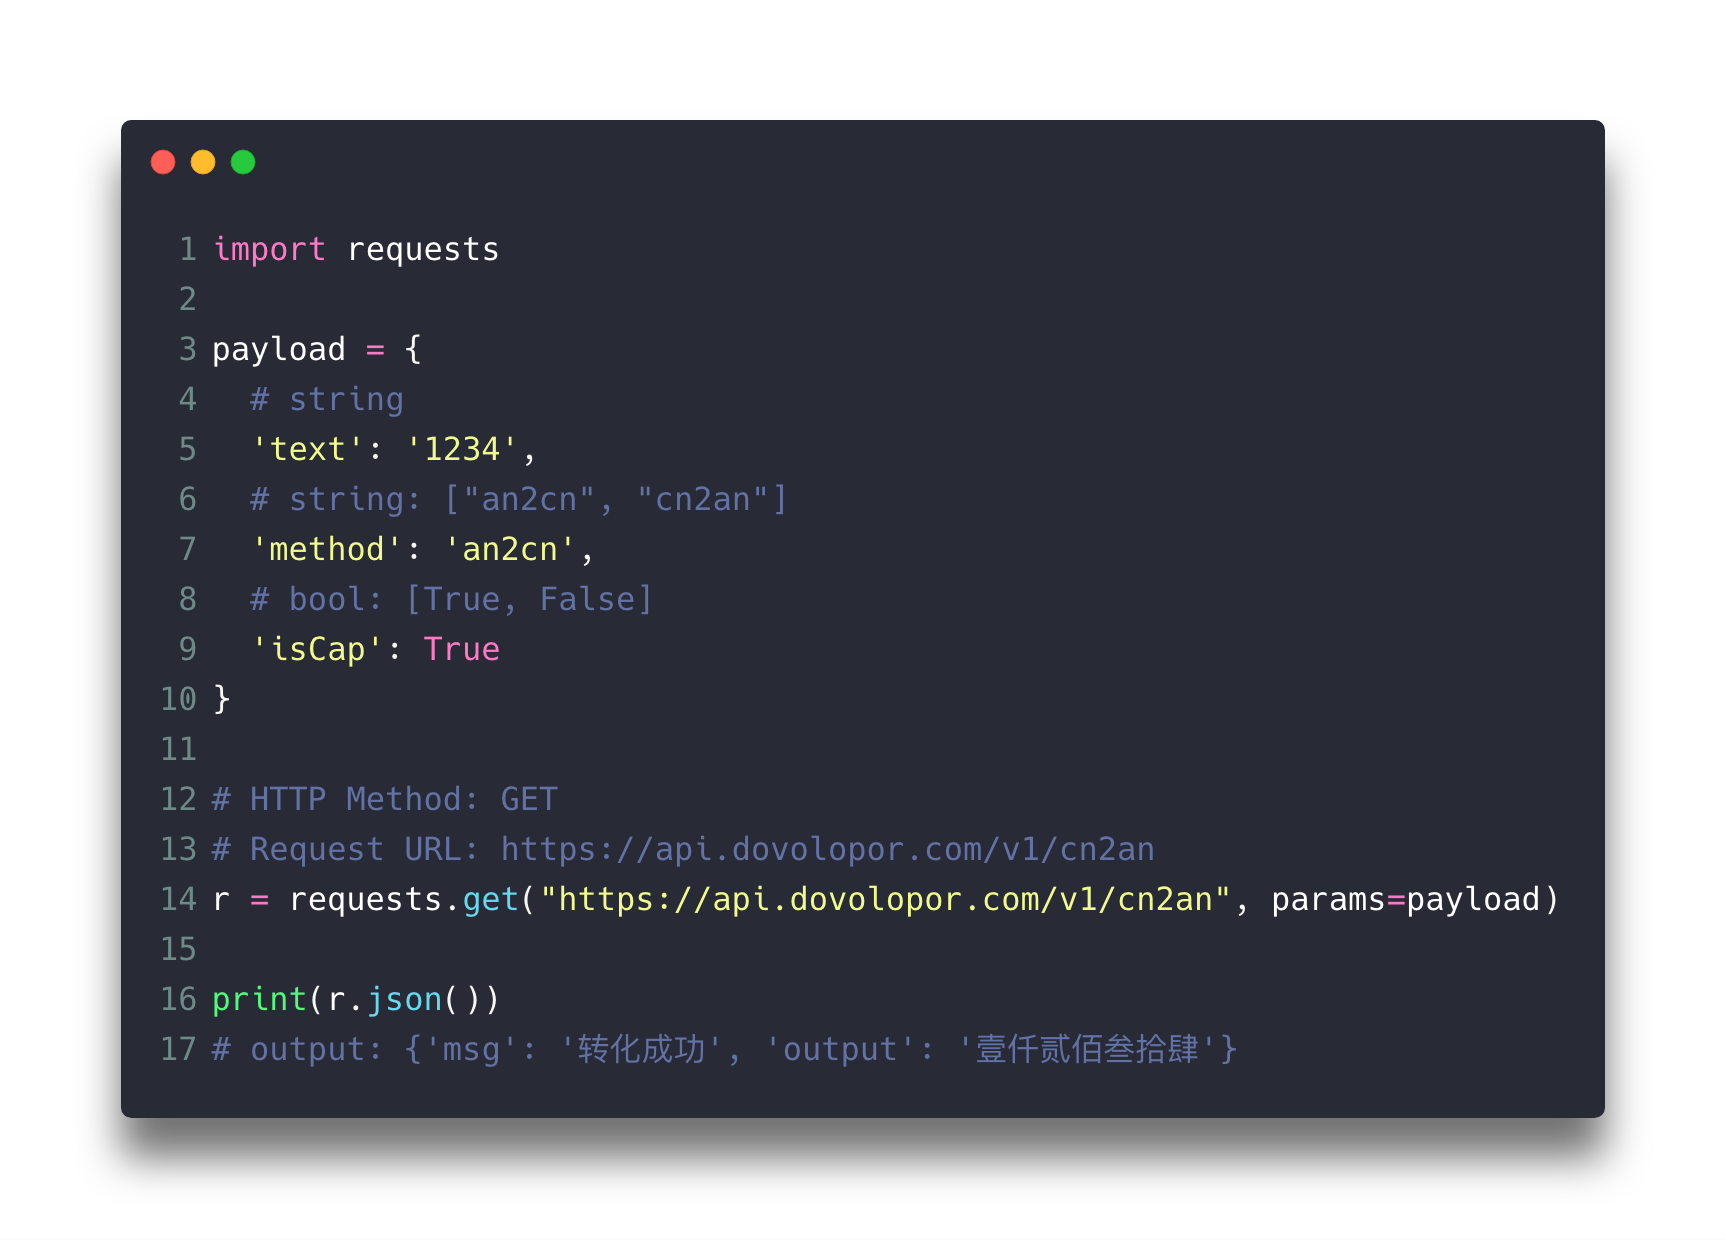 1 import requests
2
3 payload = {
4   # string
5   'text': '1234',
6   # string: ["an2cn", "cn2an"]
7   'method': 'an2cn',
8   # bool: [True, False]
9   'isCap': True
10 }
11
12 # HTTP Method: GET
13 # Request URL: https://api.dovolopor.com/v1/cn2an
14 r = requests.get("https://api.dovolopor.com/v1/cn2an", params=payload)
15
16 print(r.json())
17 # output: {'msg': '转化成功', 'output': '壹仟贰佰叁拾肆'}